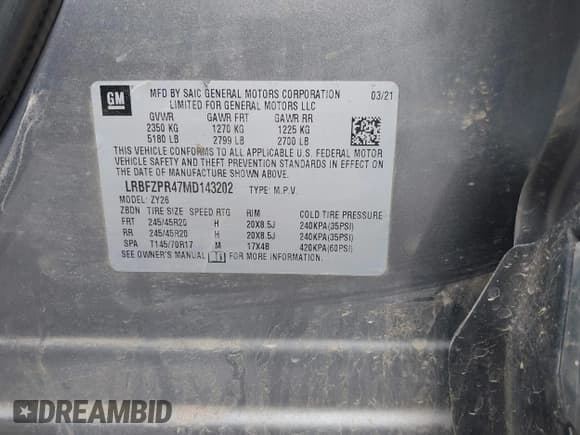 GM
MFD BY SAIC GENERAL MOTORS CORPORATION 03/21
LIMITED FOR GENERAL MOTORS LLC
GVWR GAWR FRT GAWR RR
2350 KG 1270 KG 1225 KG
5180 LB 2799 LB 2700 LB
THIS VEHICLE CONFORMS TO ALL APPLICABLE U.S. FEDERAL MOTOR
VEHICLE SAFETY AND THEFT PREVENTION STANDARDS IN EFFECT ON
THE DATE OF MANUFACTURE SHOWN ABOVE.
LRBFZPR47MD143202 TYPE: M.P.V.
MODEL: ZY26
ZBDN TIRE SIZE SPEED RTG RIM COLD TIRE PRESSURE
FRT 245/45R20 H 20X8.5J 240KPA(35PSI)
RR 245/45R20 H 20X8.5J 240KPA(35PSI)
SPA T145/70R17 M 17X4B 420KPA(60PSI)
SEE OWNER'S MANUAL FOR MORE INFORMATION.
DREAMBID